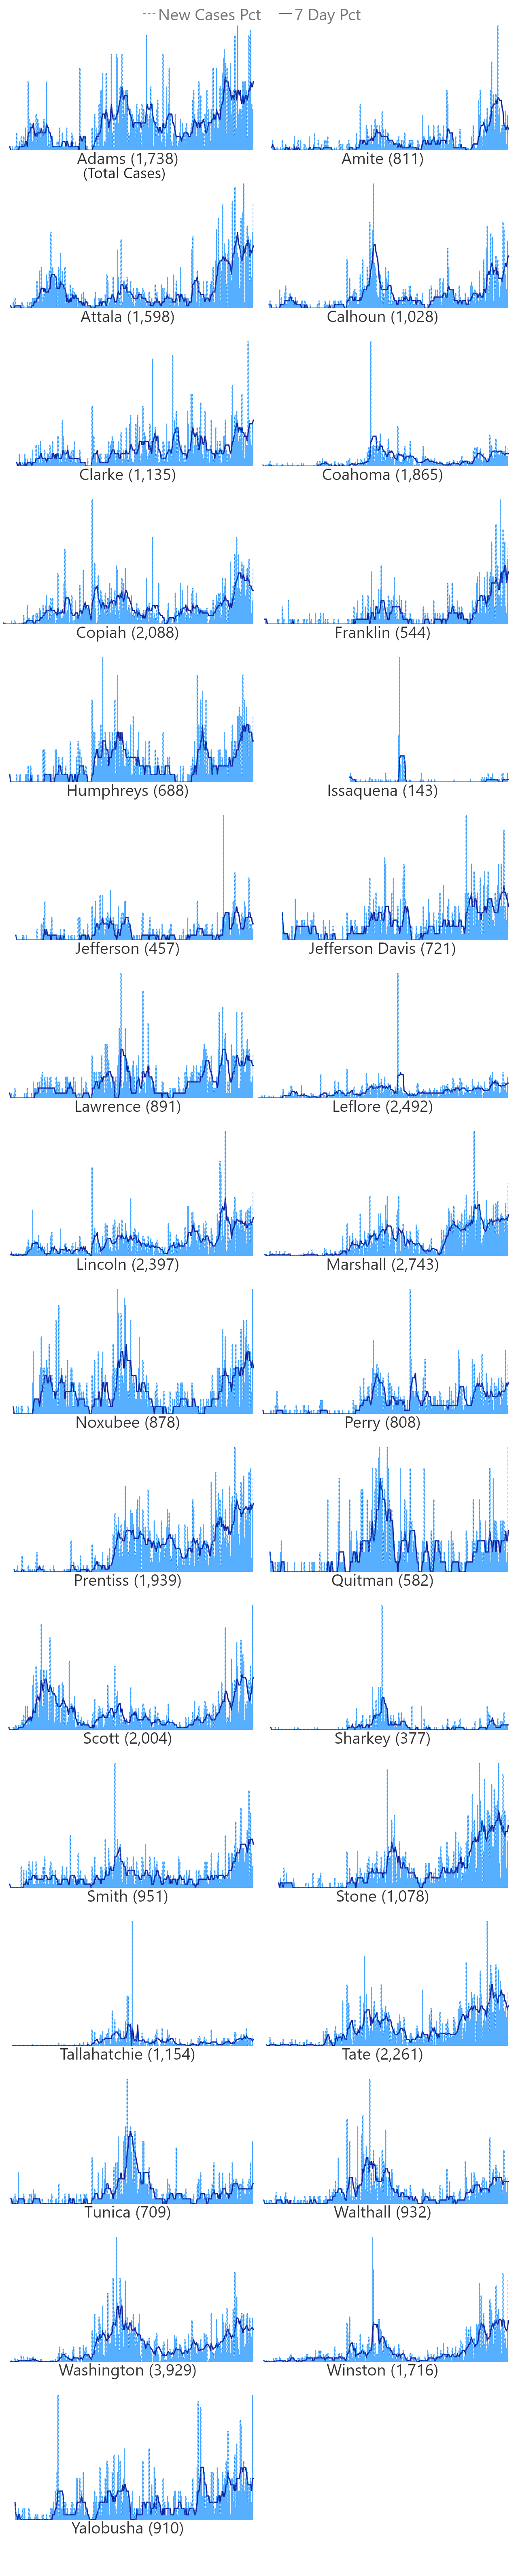 New Cases Pct 7 Day Pct
Adams (1,738) Amite (811)
(Total Cases)
Attala (1,598) Calhoun (1,028)
Clarke (1,135) Coahoma (1,865)
Copiah (2,088) Franklin (544)
Humphreys (688) Issaquena (143)
Jefferson (457) Jefferson Davis (721)
Lawrence (891) Leflore (2,492)
Lincoln (2,397) Marshall (2,743)
Noxubee (878) Perry (808)
Prentiss (1,939) Quitman (582)
Scott (2,004) Sharkey (377)
Smith (951) Stone (1,078)
Tallahatchie (1,154) Tate (2,261)
Tunica (709) Walthall (932)
Washington (3,929) Winston (1,716)
Yalobusha (910)